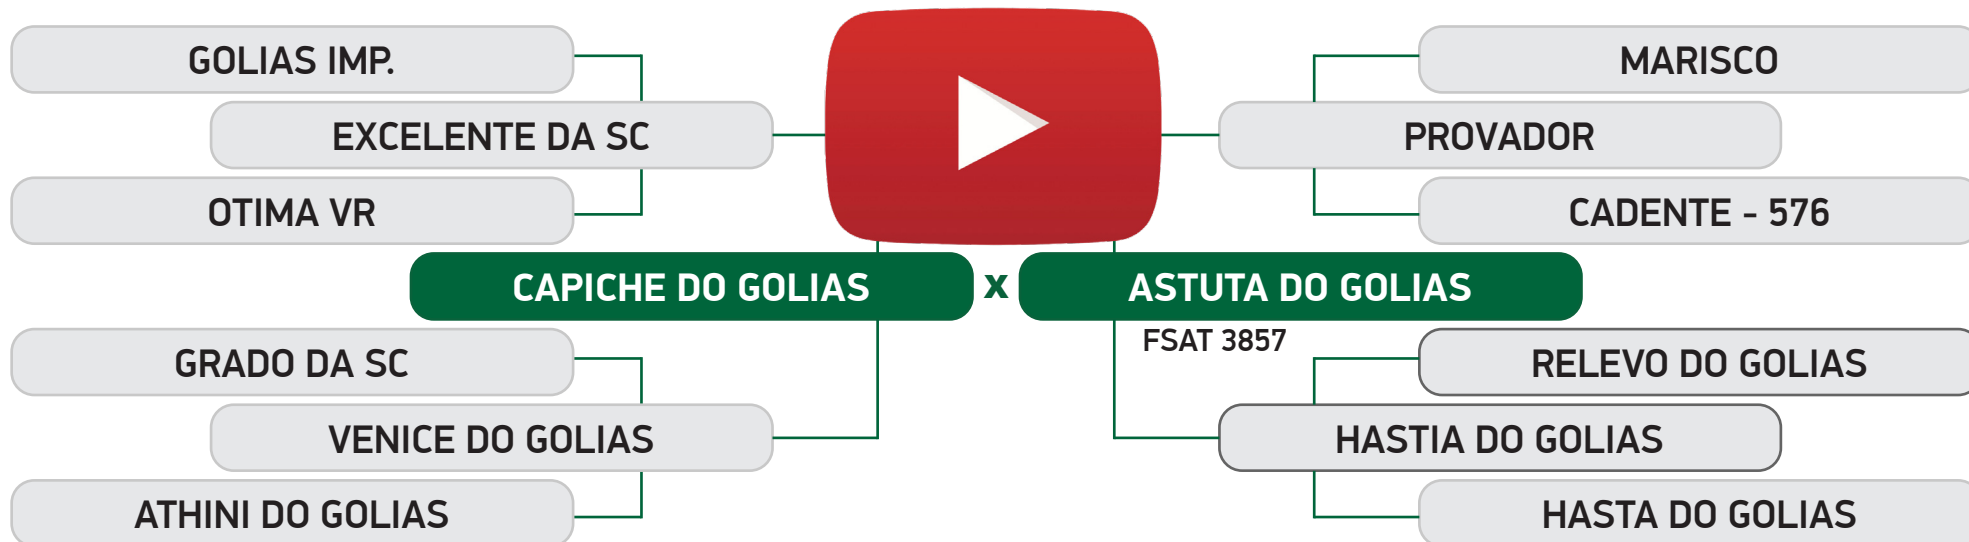 GOLIAS IMP.
MARISCO
EXCELENTE DA SC
PROVADOR
OTIMA VR
CADENTE - 576
CAPICHE DO GOLIAS
x
ASTUTA DO GOLIAS
FSAT 3857
GRADO DA SC
RELEVO DO GOLIAS
VENICE DO GOLIAS
HASTIA DO GOLIAS
ATHINI DO GOLIAS
HASTA DO GOLIAS